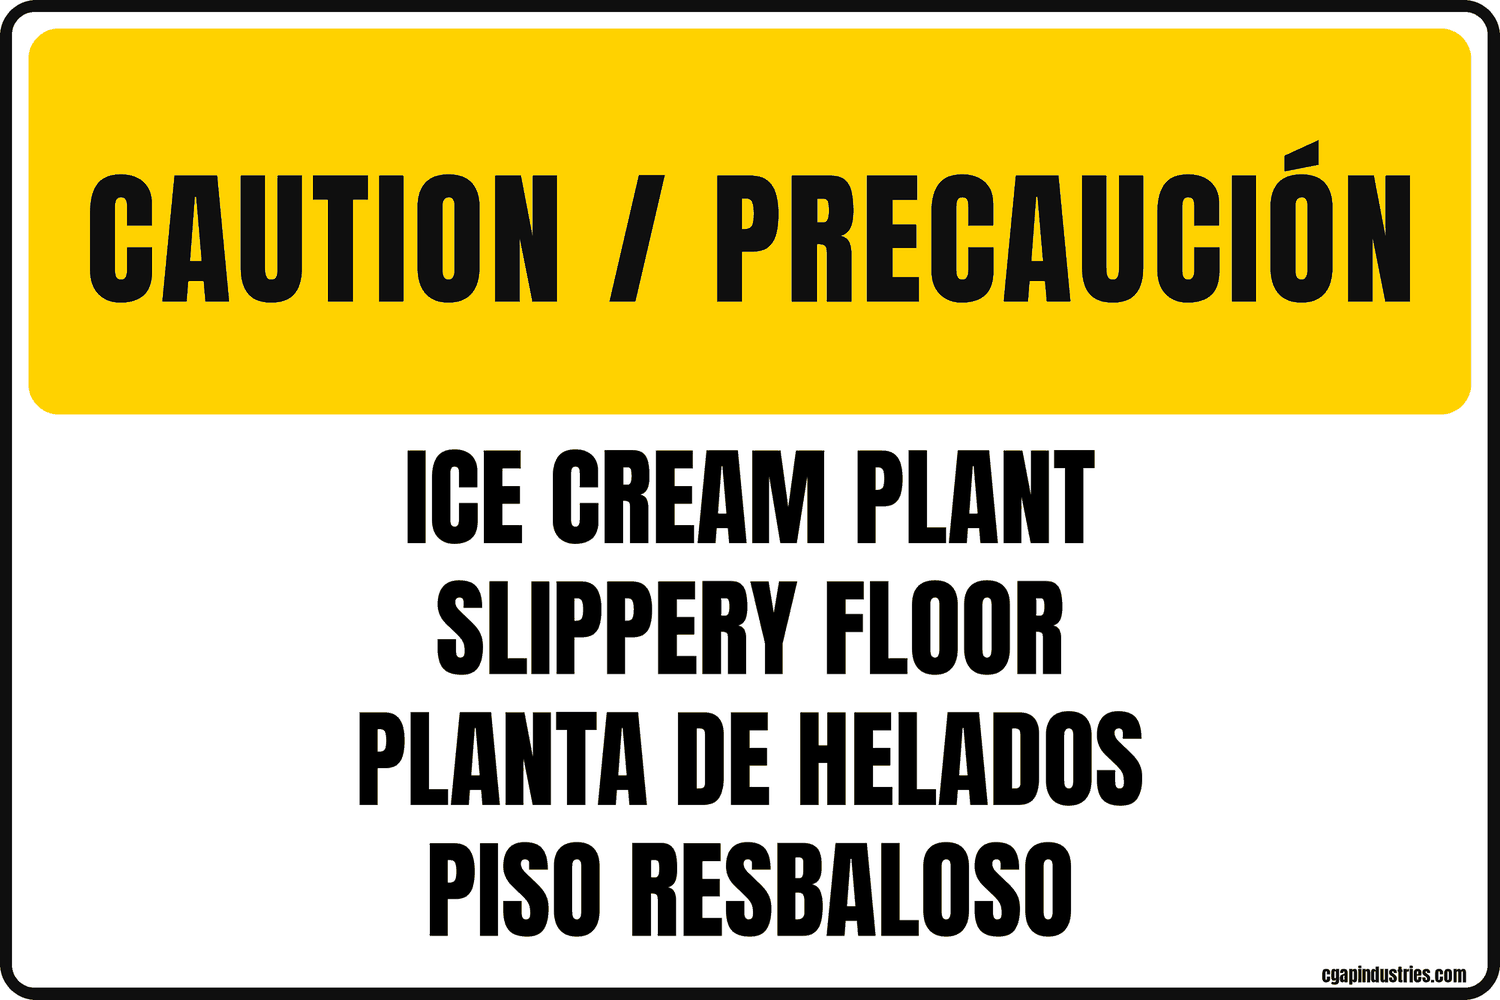 CAUTION / PRECAUCIÓN
ICE CREAM PLANT
SLIPPERY FLOOR
PLANTA DE HELADOS
PISO RESBALOSO
cgapindustries.com